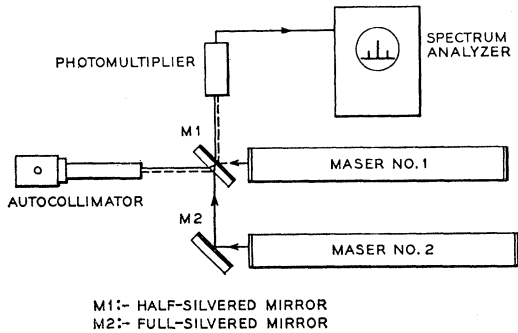 SPECTRUM
ANALYZER
PHOTOMULTIPLIER
M1
MASER NO.1
AUTOCOLLIMATOR
M2
MASER NO.2
M1:- HALF-SILVERED MIRROR
M2:- FULL-SILVERED MIRROR